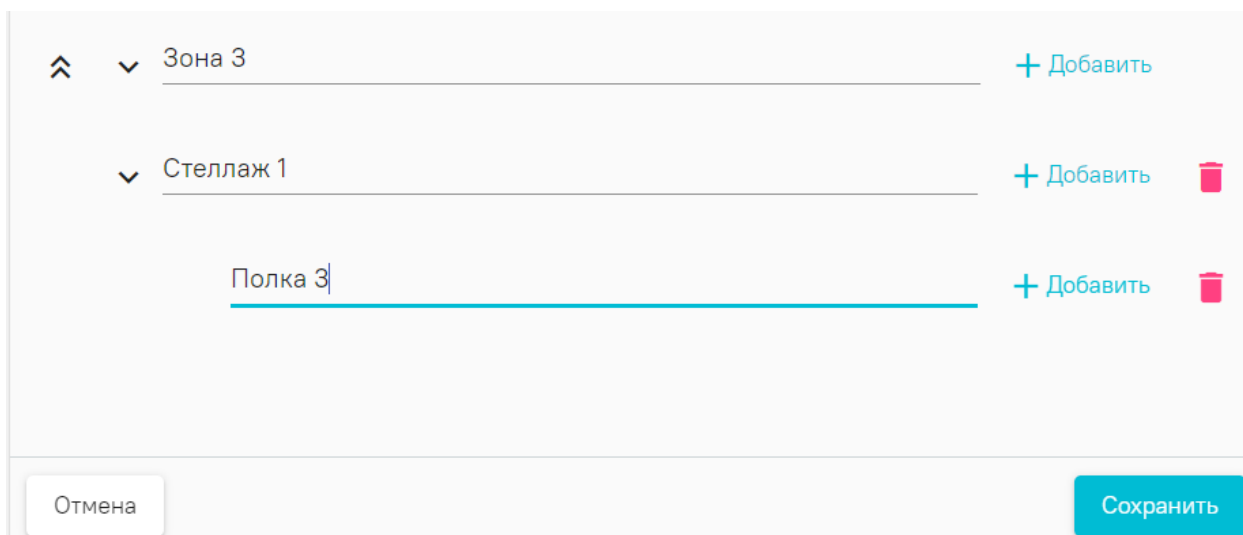 Зона 3
Добавить
Стеллаж 1
Добавить
Полка 3
Добавить
Отмена
Сохранить